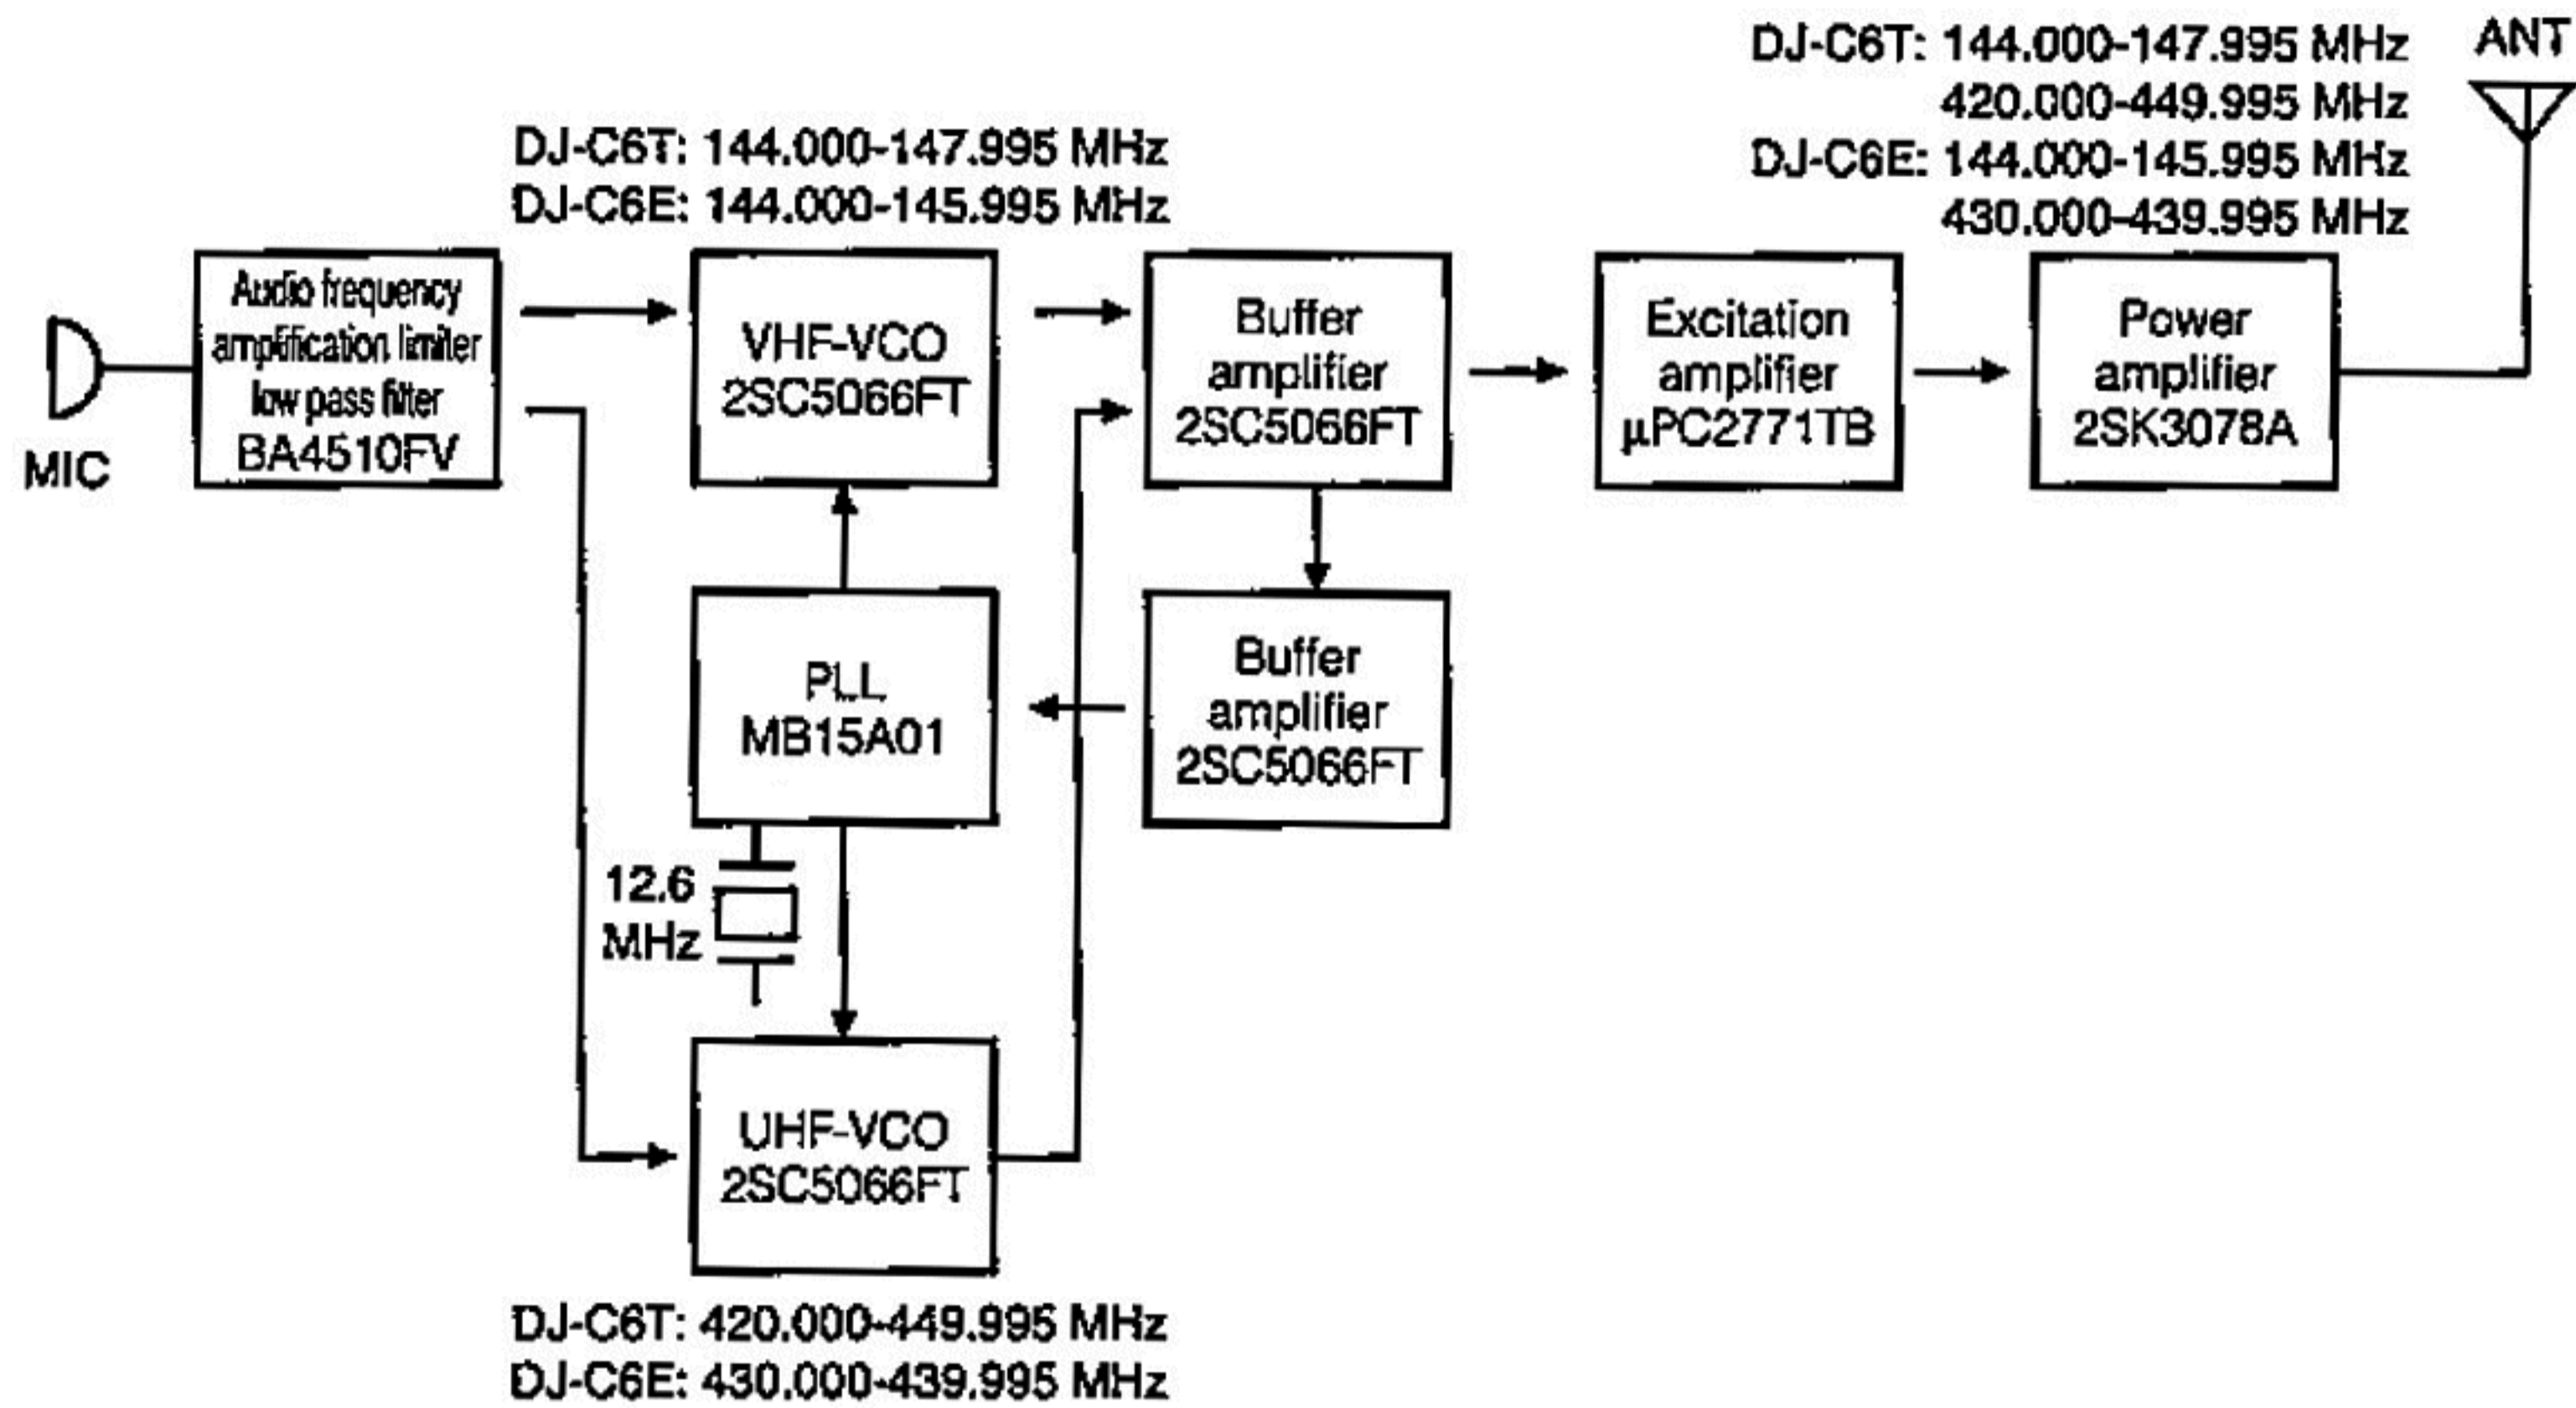 DJ-C6T: 144.000-147.995 MHz
420.000-449.995 MHz
DJ-C6E: 144.000-145.995 MHz
430.000-439.995 MHz
ANT
DJ-C6T: 144.000-147.995 MHz
DJ-C6E: 144.000-145.995 MHz
MIC
Audio frequency
amplification limiter
low pass filter
BA4510FV
VHF-VCO
2SC5066FT
Buffer
amplifier
2SC5066FT
Excitation
amplifier
µPC2771TB
Power
amplifier
2SK3078A
PLL
MB15A01
Buffer
amplifier
2SC5066FT
12.6
MHz
UHF-VCO
2SC5066FT
DJ-C6T: 420.000-449.995 MHz
DJ-C6E: 430.000-439.995 MHz